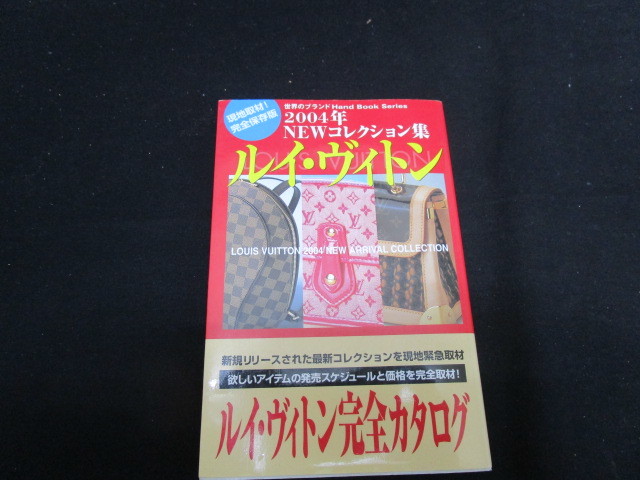 現地取材！
完全保存版
世界のブランドHand Book Series
2004年
NEWコレクション集
LOUIS VUITTON
ルイ・ヴィトン
LOUIS VUITTON 2004 NEW ARRIVAL COLLECTION
新規リリースされた最新コレクションを現地緊急取材
欲しいアイテムの発売スケジュールと価格を完全取材！
ルイ・ヴィトン完全カタログ